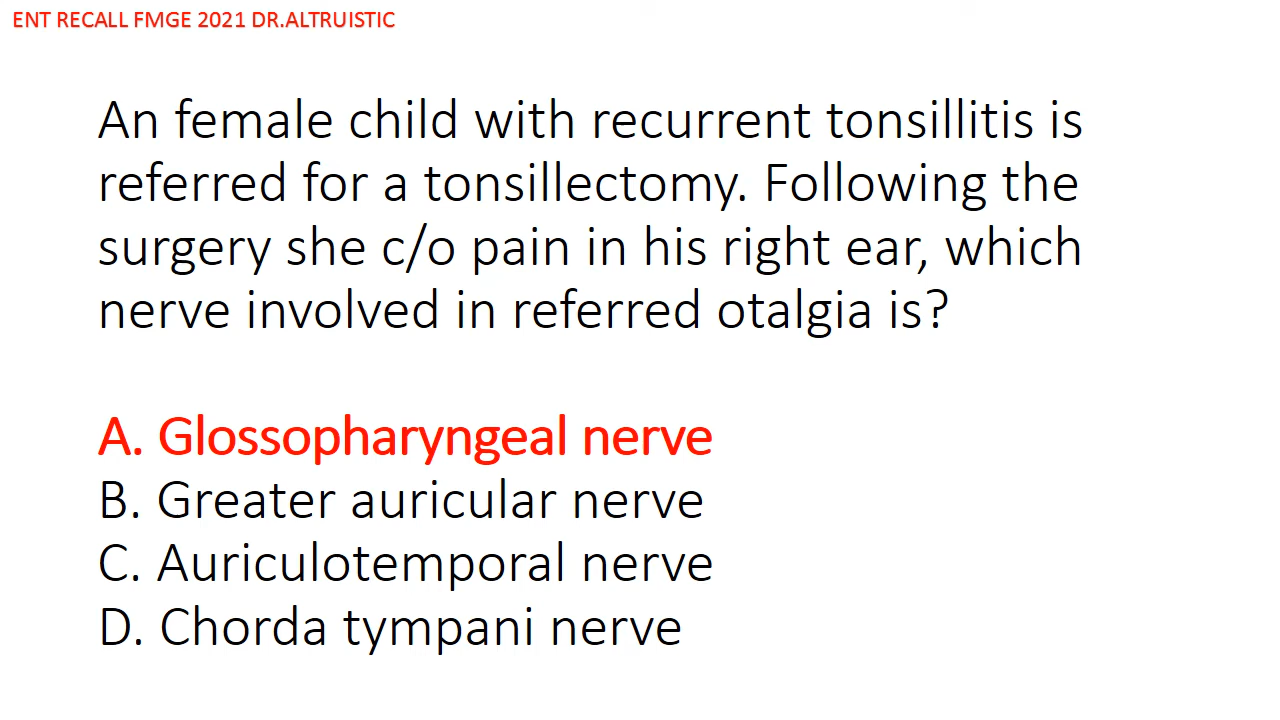 ENT RECALL FMGE 2021 DR.ALTRUISTIC
An female child with recurrent tonsillitis is
referred for a tonsillectomy. Following the
surgery she c/o pain in his right ear, which
nerve involved in referred otalgia is?
A. Glossopharyngeal nerve
B. Greater auricular nerve
C. Auriculotemporal nerve
D. Chorda tympani nerve